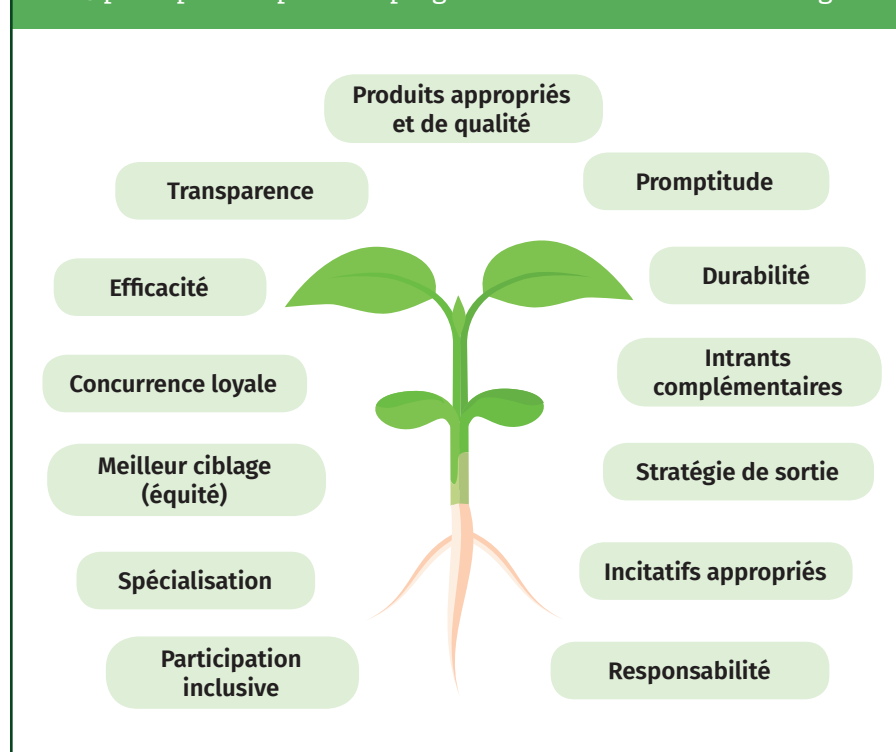 Produits appropriés
et de qualité
Transparence
Promptitude
Efficacité
Durabilité
Concurrence loyale
Intrants
complémentaires
Meilleur ciblage
(équité)
Stratégie de sortie
Spécialisation
Incitatifs appropriés
Participation
inclusive
Responsabilité